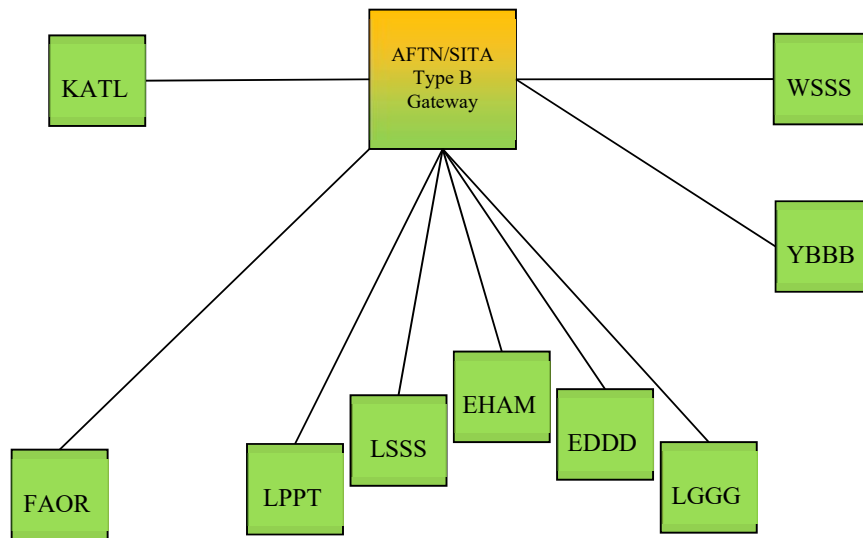 AFTN/SITA
Type B
Gateway
KATL
WSSS
YBBB
EHAM
EDDD
LSSS
LGGG
LPPT
FAOR